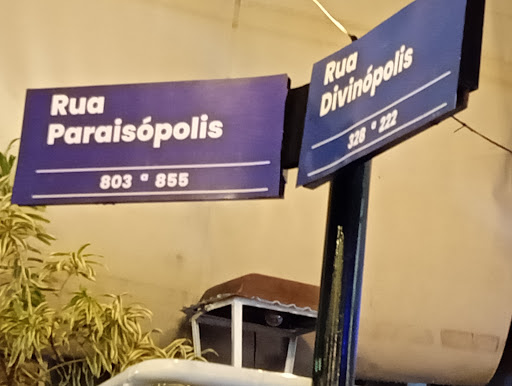 Rua
Paraisópolis
803 a 855
Rua
Divinópolis
328 a 222